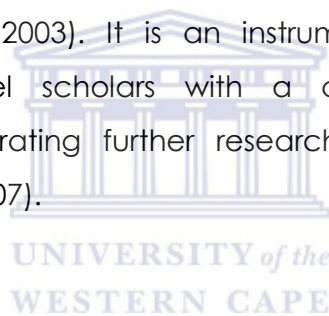 2003). It is an instrum
el scholars with a c
rating further research
07).
UNIVERSITY of the
WESTERN CAPE